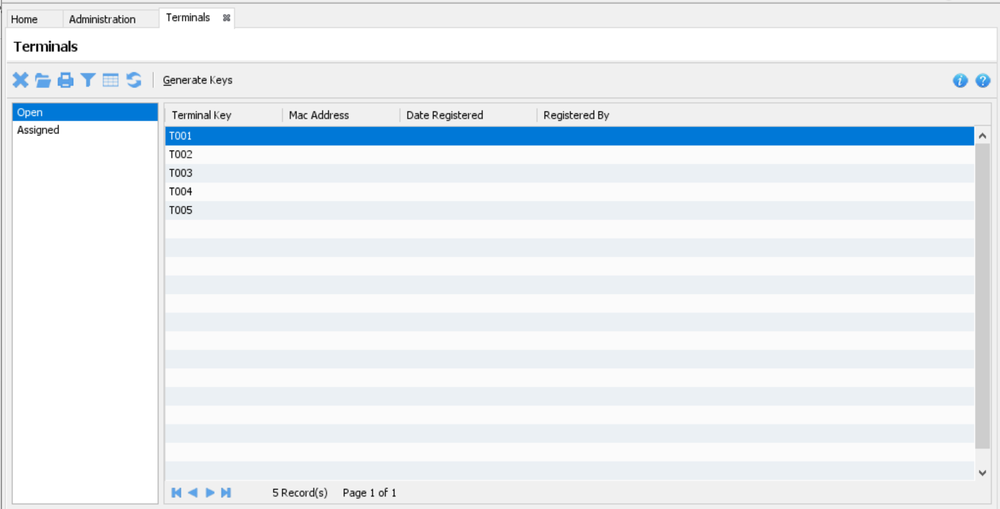 Home Administration Terminals
Terminals
Generate Keys
Open
Assigned
Terminal Key Mac Address Date Registered Registered By
T001
T002
T003
T004
T005
5 Record(s) Page 1 of 1